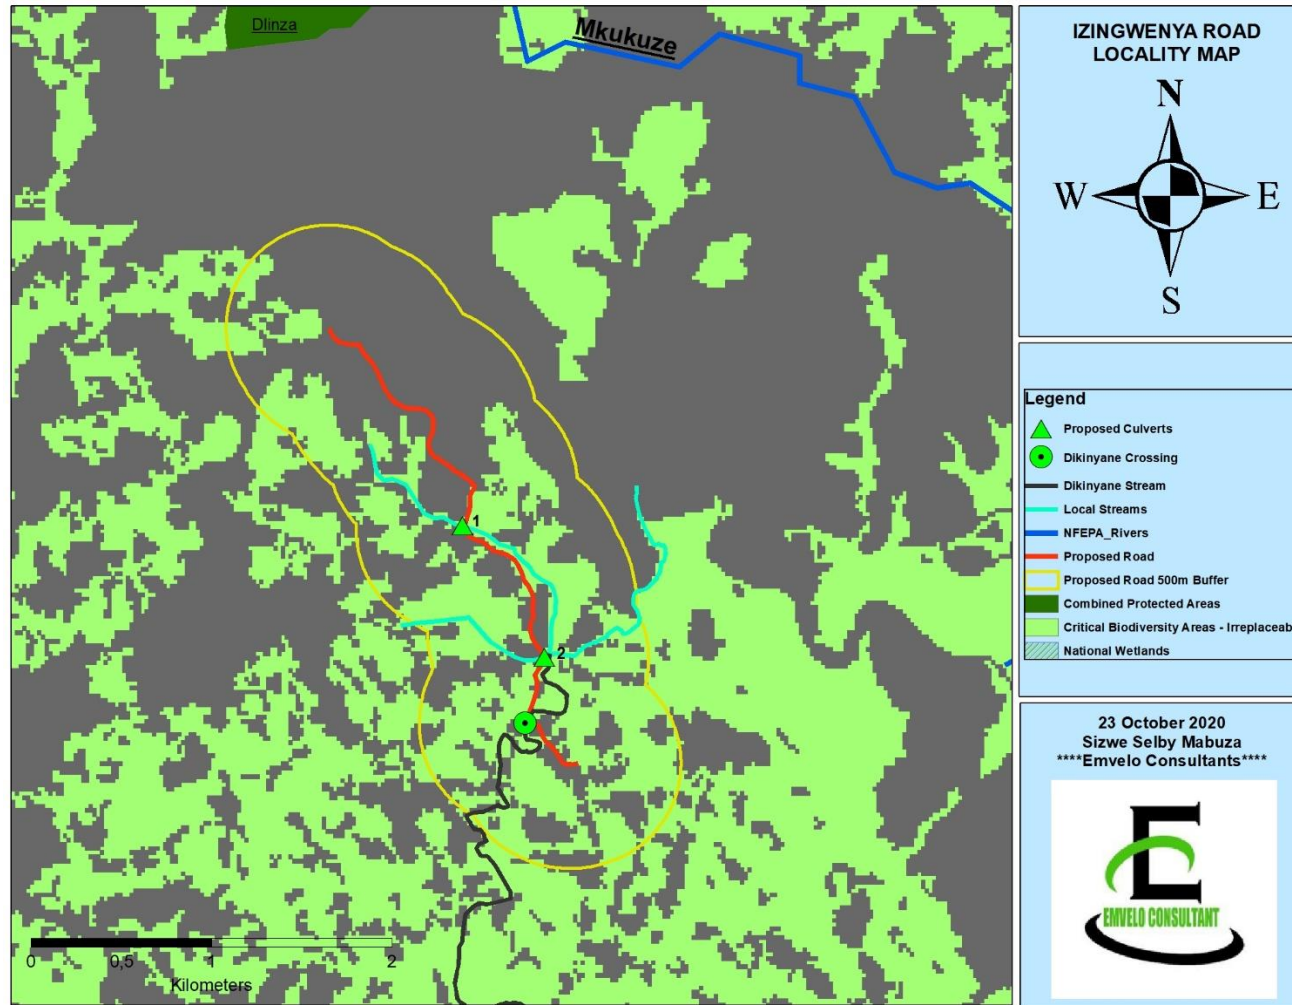 Dlinza
Mkukuze
1
2
0
0,5
1
2
Kilometers
IZINGWENYA ROAD
LOCALITY MAP
N
W
E
S
Legend
Proposed Culverts
Dikinyane Crossing
Dikinyane Stream
Local Streams
NFEPA_Rivers
Proposed Road
Proposed Road 500m Buffer
Combined Protected Areas
Critical Biodiversity Areas - Irreplaceab
National Wetlands
23 October 2020
Sizwe Selby Mabuza
****Emvelo Consultants****
E
EMVELO CONSULTANT